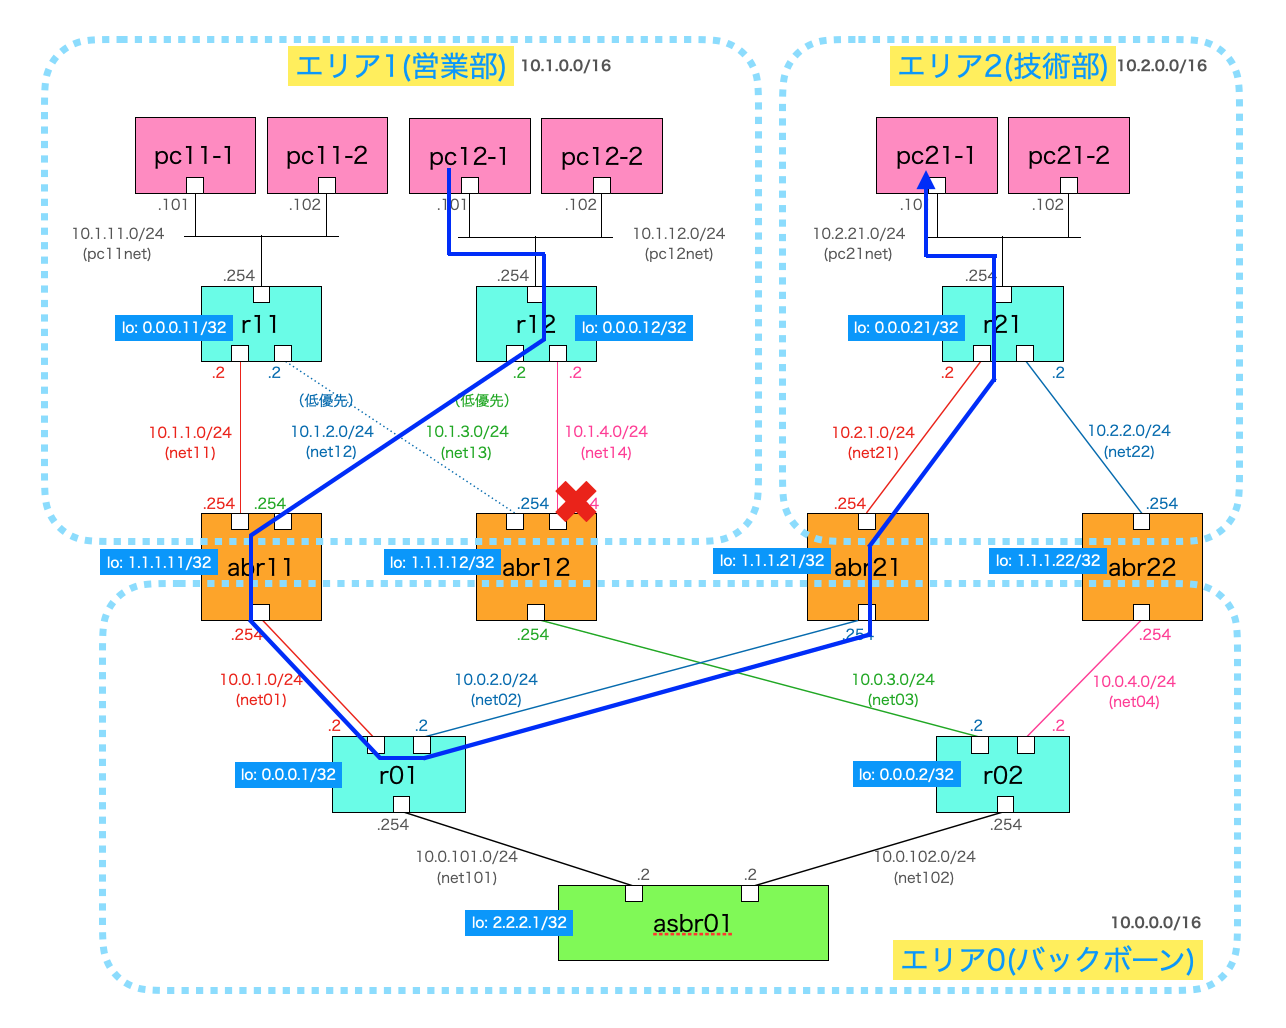 エリア1(営業部) 10.1.0.0/16
エリア2(技術部) 10.2.0.0/16
pc11-1
pc11-2
pc12-1
pc12-2
pc21-1
pc21-2
.101
.102
.101
.102
.10
.102
10.1.11.0/24
(pc11net)
10.1.12.0/24
(pc12net)
10.2.21.0/24
(pc21net)
.254
.254
.254
lo: 0.0.0.11/32
r11
r12
lo: 0.0.0.12/32
lo: 0.0.0.21/32
r21
.2
.2
.2
.2
.2
.2
（低優先）
（低優先）
10.1.1.0/24
(net11)
10.1.2.0/24
(net12)
10.1.3.0/24
(net13)
10.1.4.0/24
(net14)
10.2.1.0/24
(net21)
10.2.2.0/24
(net22)
.254
.254
.254
4
.254
.254
lo: 1.1.1.11/32
abr11
lo: 1.1.1.12/32
abr12
lo: 1.1.1.21/32
abr21
lo: 1.1.1.22/32
abr22
.254
.254
.254
.254
10.0.1.0/24
(net01)
10.0.2.0/24
(net02)
10.0.3.0/24
(net03)
10.0.4.0/24
(net04)
.2
.2
.2
.2
lo: 0.0.0.1/32
r01
lo: 0.0.0.2/32
r02
.254
.254
10.0.101.0/24
(net101)
10.0.102.0/24
(net102)
.2
.2
lo: 2.2.2.1/32
asbr01
10.0.0.0/16
エリア0(バックボーン)